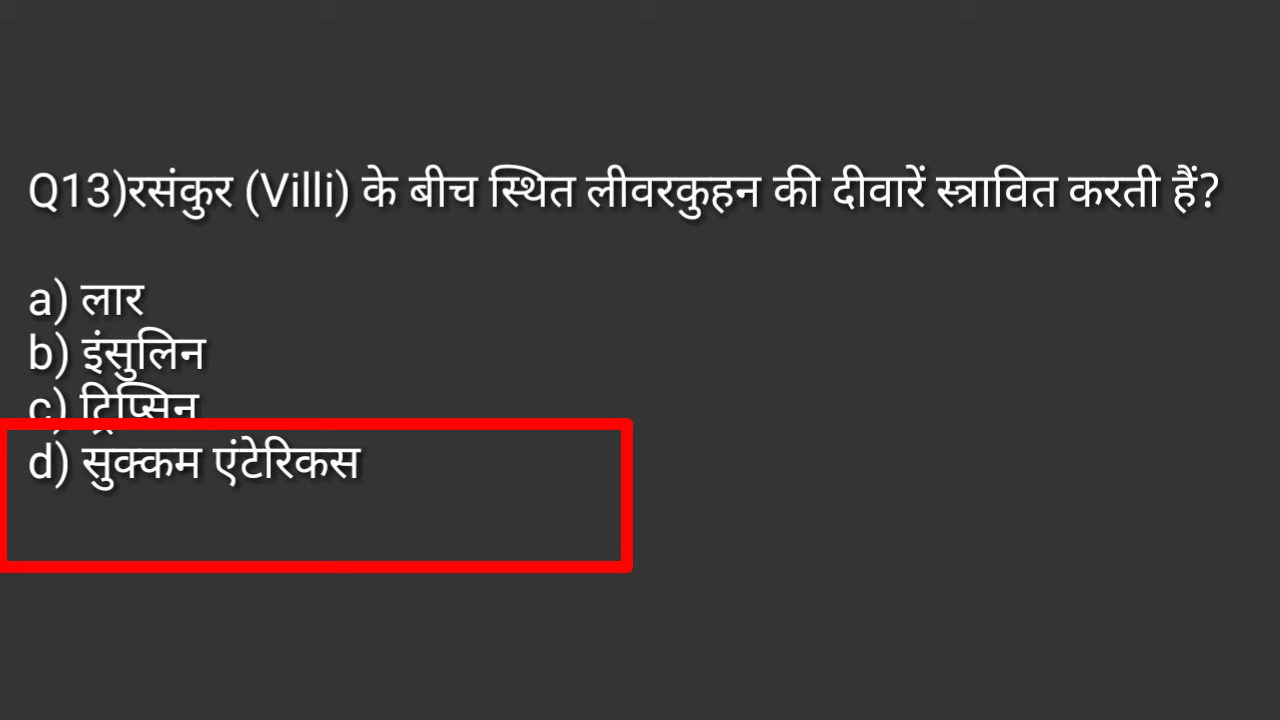 Q13)रसंकुर (Villi) के बीच स्थित लीवरकुहन की दीवारें स्त्रावित करती हैं?
a) लार
b) इंसुलिन
c) ट्रिप्सिन
d) सुक्कम एंटेरिकस